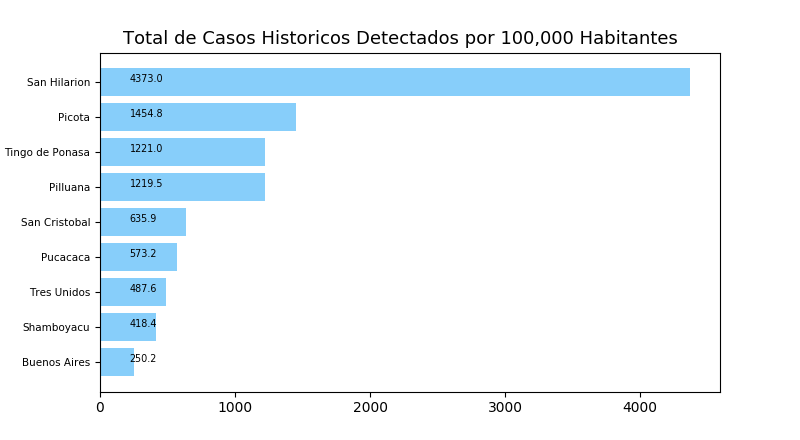 Total de Casos Historicos Detectados por 100,000 Habitantes
San Hilarion 4373.0
Picota 1454.8
Tingo de Ponasa 1221.0
Pilluana 1219.5
San Cristobal 635.9
Pucacaca 573.2
Tres Unidos 487.6
Shamboyacu 418.4
Buenos Aires 250.2
0 1000 2000 3000 4000